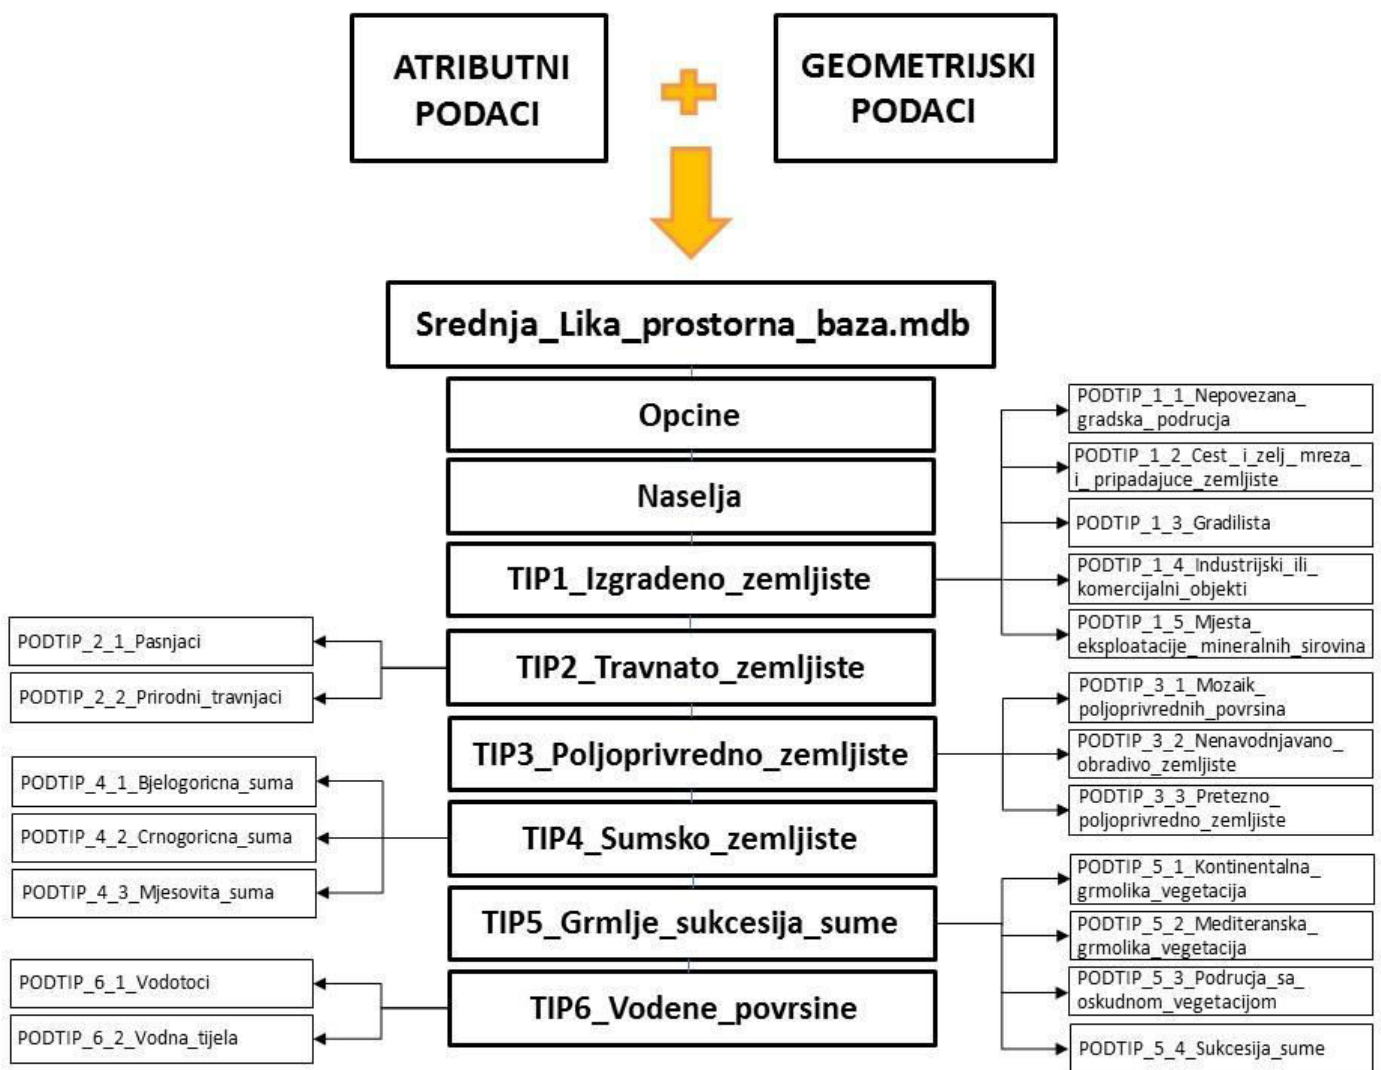 ATRIBUTNI
PODACI
GEOMETRIJSKI
PODACI
Srednja_Lika_prostorna_baza.mdb
Opcine
Naselja
TIP1_Izgradeno_zemljiste
PODTIP_1_1_Nepovezana_
gradska_podrucja
PODTIP_1_2_Cest_i_zelj_mreza_
i_pripadajuce_zemljiste
PODTIP_1_3_Gradilista
PODTIP_1_4_Industrijski_ili_
komercijalni_objekti
PODTIP_1_5_Mjesta_
eksploatacije_mineralnih_sirovina
TIP2_Travnato_zemljiste
PODTIP_2_1_Pasnjaci
PODTIP_2_2_Prirodni_travnjaci
TIP3_Poljoprivredno_zemljiste
PODTIP_3_1_Mozaik_
poljoprivrednih_povrsina
PODTIP_3_2_Nenavodnjavano_
obradivo_zemljiste
PODTIP_3_3_Pretezno_
poljoprivredno_zemljiste
TIP4_Sumsko_zemljiste
PODTIP_4_1_Bjelogoricna_suma
PODTIP_4_2_Crnogoricna_suma
PODTIP_4_3_Mjesovita_suma
TIP5_Grmlje_sukcesija_sume
PODTIP_5_1_Kontinentalna_
grmolika_vegetacija
PODTIP_5_2_Mediteranska_
grmolika_vegetacija
PODTIP_5_3_Podrucja_sa_
oskudnom_vegetacijom
PODTIP_5_4_Sukcesija_sume
TIP6_Vodene_povrsine
PODTIP_6_1_Vodotoci
PODTIP_6_2_Vodna_tijela